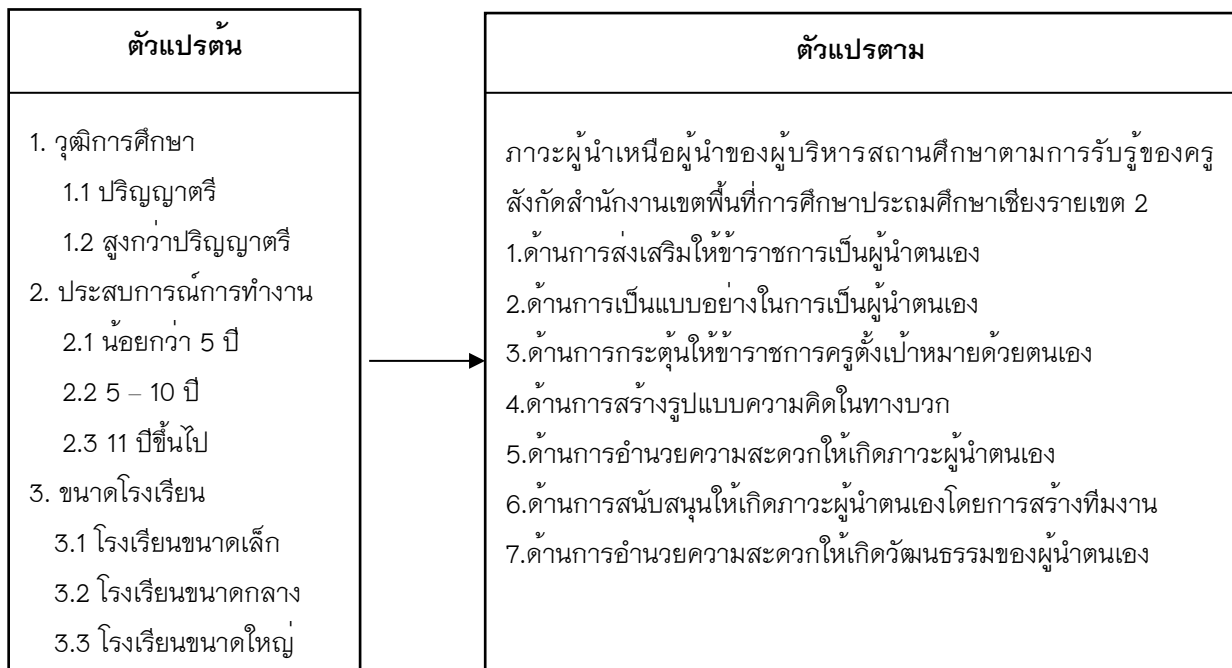 ตัวแปรต้น
1. วุฒิการศึกษา
1.1 ปริญญาตรี
1.2 สูงกว่าปริญญาตรี
2. ประสบการณ์การทำงาน
2.1 น้อยกว่า 5 ปี
2.2 5 – 10 ปี
2.3 11 ปีขึ้นไป
3. ขนาดโรงเรียน
3.1 โรงเรียนขนาดเล็ก
3.2 โรงเรียนขนาดกลาง
3.3 โรงเรียนขนาดใหญ่
ตัวแปรตาม
ภาวะผู้นำเหนือผู้นำของผู้บริหารสถานศึกษาตามการรับรู้ของครู
สังกัดสำนักงานเขตพื้นที่การศึกษาประถมศึกษาเชียงรายเขต 2
1.ด้านการส่งเสริมให้ข้าราชการเป็นผู้นำตนเอง
2.ด้านการเป็นแบบอย่างในการเป็นผู้นำตนเอง
3.ด้านการกระตุ้นให้ข้าราชการครูตั้งเป้าหมายด้วยตนเอง
4.ด้านการสร้างรูปแบบความคิดในทางบวก
5.ด้านการอำนวยความสะดวกให้เกิดภาวะผู้นำตนเอง
6.ด้านการสนับสนุนให้เกิดภาวะผู้นำตนเองโดยการสร้างทีมงาน
7.ด้านการอำนวยความสะดวกให้เกิดวัฒนธรรมของผู้นำตนเอง